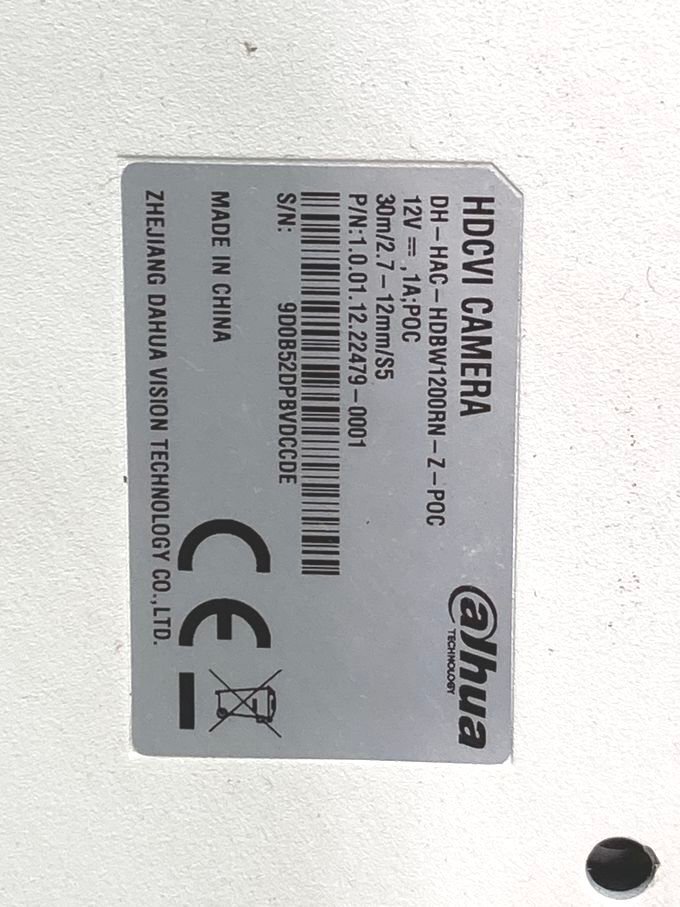 HDCVI CAMERA
alhua
TECHNOLOGY
DH-HAC-HDBW1200RN-Z-POC
12V ⎓ ,1A;POC
30m/2.7-12mm/S5
P/N:1.0.01.12.22479-0001
S/N: 9D0B52DPBVDCCDE
MADE IN CHINA
CE
ZHEJIANG DAHUA VISION TECHNOLOGY CO.,LTD.